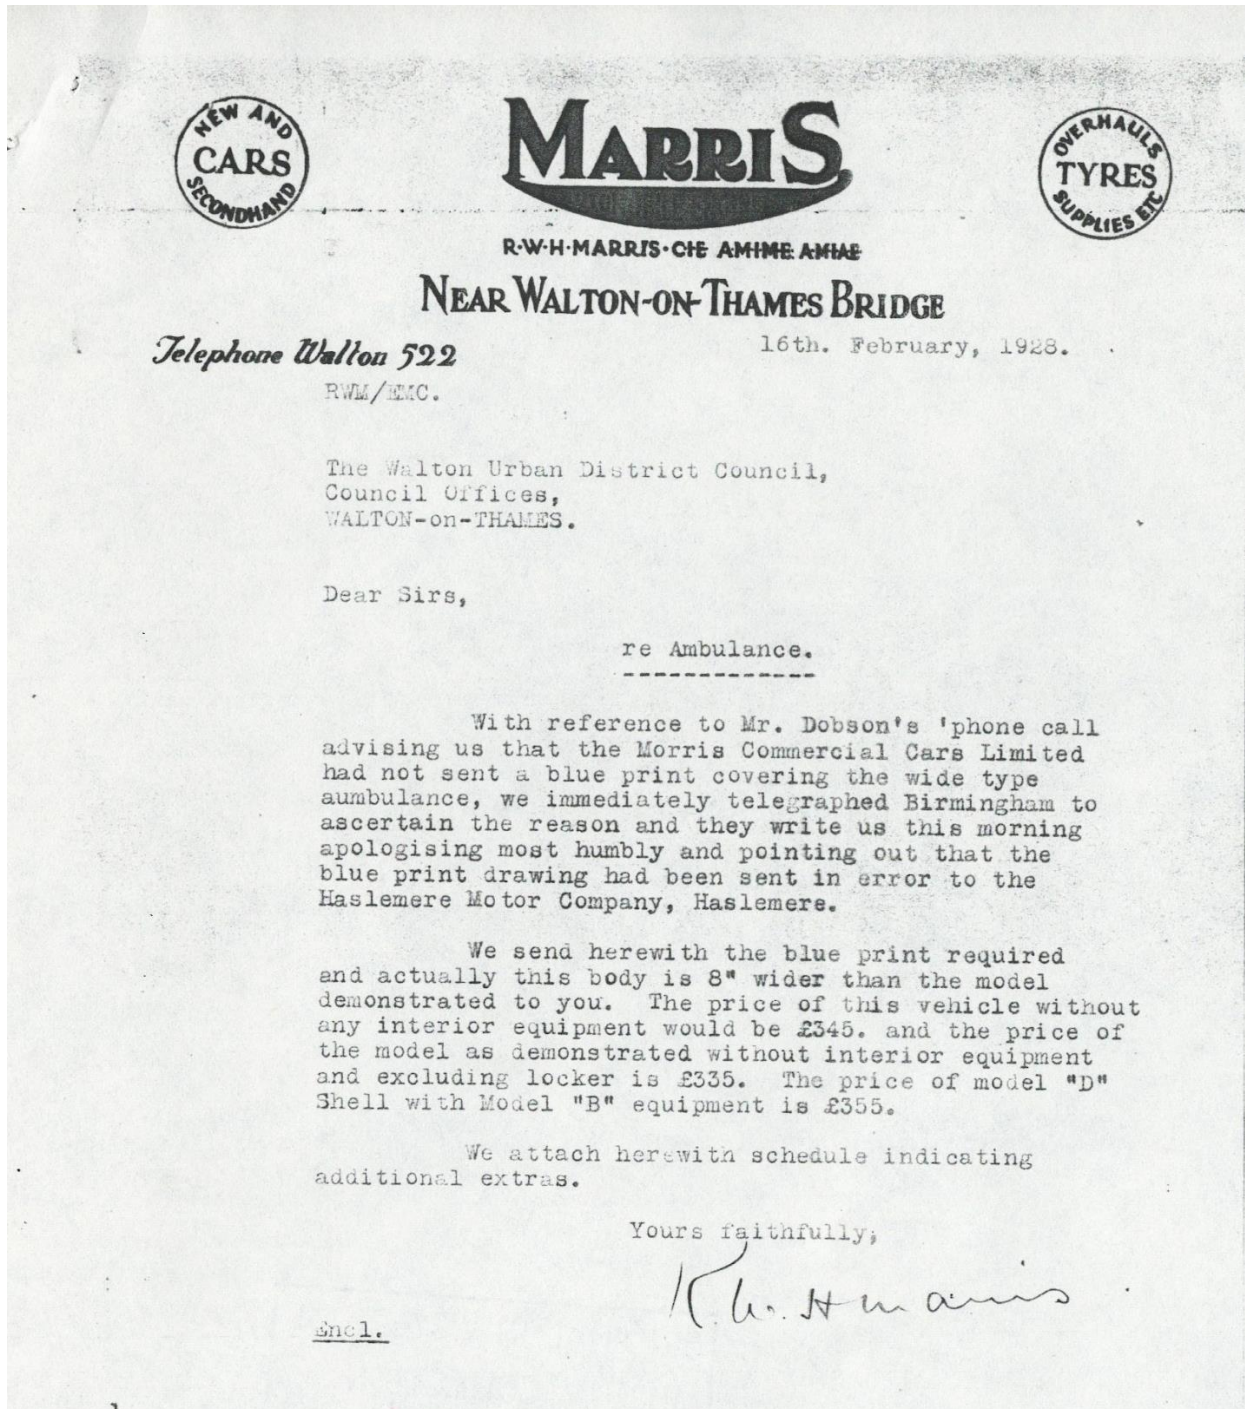 NEW AND
CARS
SECONDHAND
MARRIS
OVERHAULS
TYRES
SUPPLIES ETC
R·W·H·MARRIS·CIE AMIME AMIAE
NEAR WALTON-ON-THAMES BRIDGE
Telephone Walton 522
16th. February, 1928.
RWM/EMC.
The Walton Urban District Council,
Council Offices,
WALTON-on-THAMES.
Dear Sirs,
re Ambulance.
With reference to Mr. Dobson's 'phone call
advising us that the Morris Commercial Cars Limited
had not sent a blue print covering the wide type
aumbulance, we immediately telegraphed Birmingham to
ascertain the reason and they write us this morning
apologising most humbly and pointing out that the
blue print drawing had been sent in error to the
Haslemere Motor Company, Haslemere.
We send herewith the blue print required
and actually this body is 8" wider than the model
demonstrated to you. The price of this vehicle without
any interior equipment would be £345. and the price of
the model as demonstrated without interior equipment
and excluding locker is £335. The price of model "D"
Shell with Model "B" equipment is £355.
We attach herewith schedule indicating
additional extras.
Yours faithfully,
R.W.H Marris
Encl.